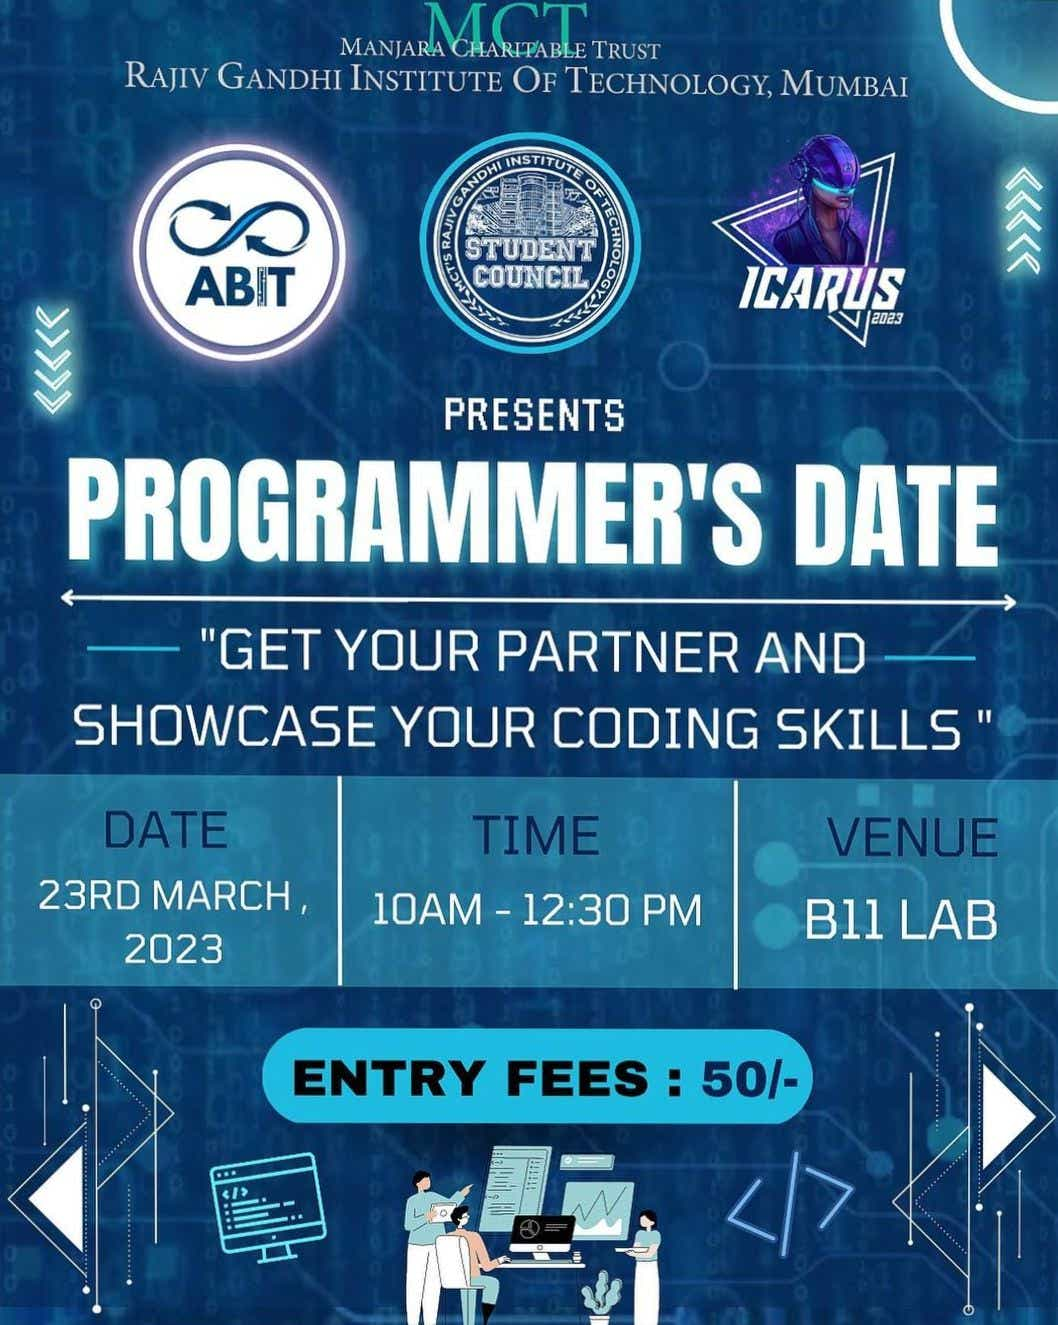 MCT
MANJARA CHARITABLE TRUST
RAJIV GANDHI INSTITUTE OF TECHNOLOGY, MUMBAI
ABIT
MCT'S RAJIV GANDHI INSTITUTE OF TECHNOLOGY
STUDENT
COUNCIL
ICARUS
2023
PRESENTS
PROGRAMMER'S DATE
"GET YOUR PARTNER AND
SHOWCASE YOUR CODING SKILLS "
DATE
23RD MARCH ,
2023
TIME
10AM - 12:30 PM
VENUE
B11 LAB
ENTRY FEES : 50/-
</>
</>